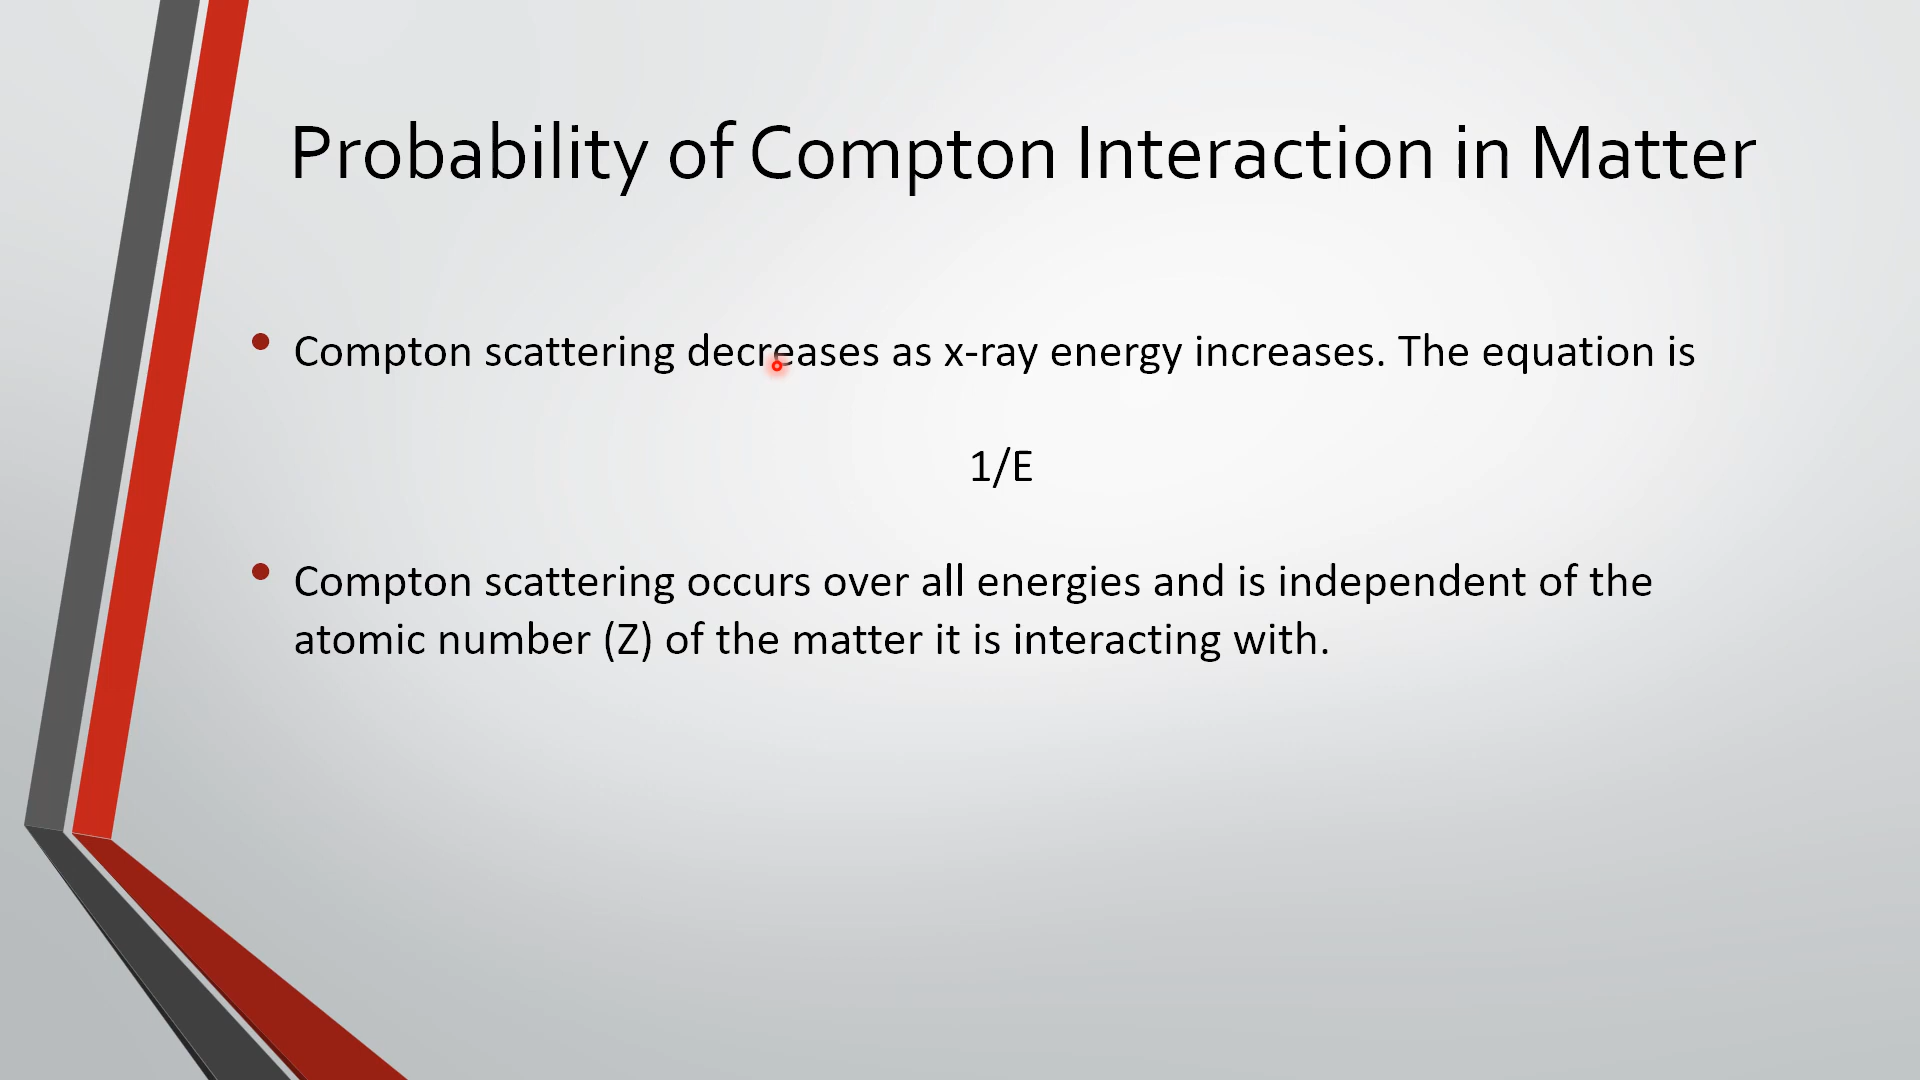 Probability of Compton Interaction in Matter
• Compton scattering decreases as x-ray energy increases. The equation is
1/E
• Compton scattering occurs over all energies and is independent of the
atomic number (Z) of the matter it is interacting with.